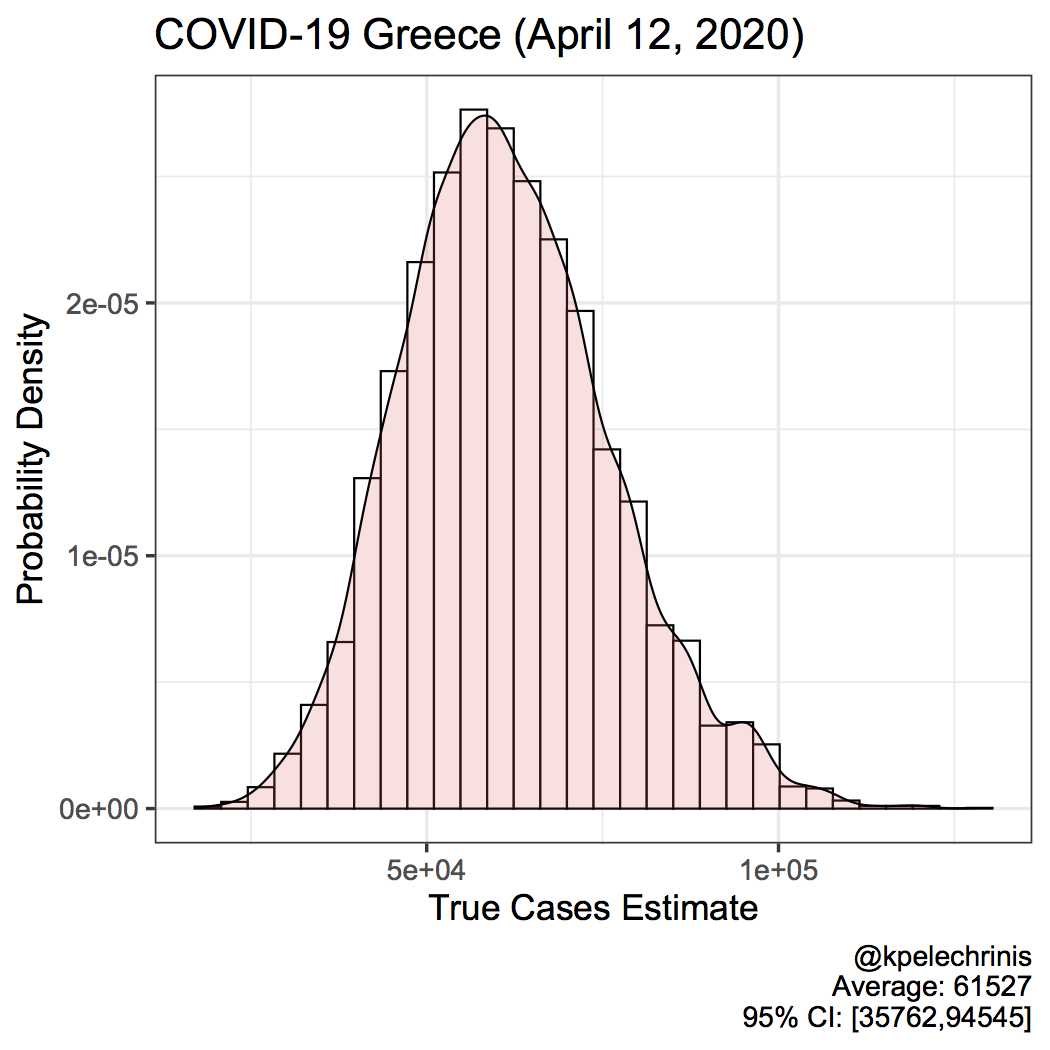 COVID-19 Greece (April 12, 2020)
Probability Density
2e-05
1e-05
0e+00
5e+04
1e+05
True Cases Estimate
@kpelechrinis
Average: 61527
95% CI: [35762,94545]